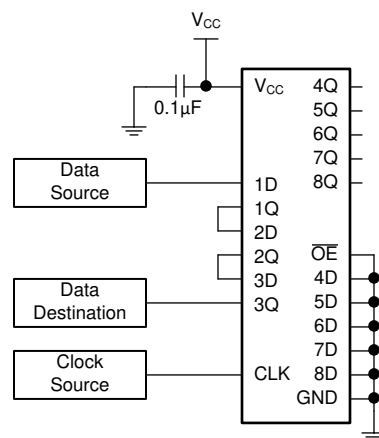 VCC
0.1µF
Data
Source
Data
Destination
Clock
Source
VCC
1D
1Q
2D
2Q
3D
3Q
CLK
4Q
5Q
6Q
7Q
8Q
OE
4D
5D
6D
7D
8D
GND